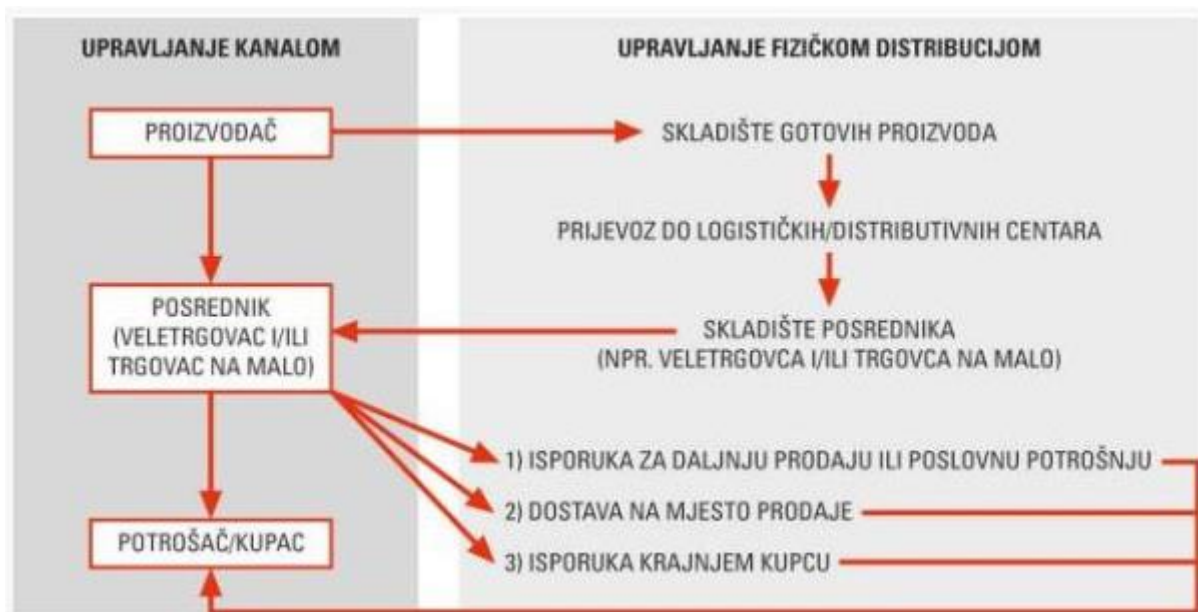 UPRAVLJANJE KANALOM
UPRAVLJANJE FIZIČKOM DISTRIBUCIJOM
PROIZVOĐAČ
SKLADIŠTE GOTOVIH PROIZVODA
PRIJEVOZ DO LOGISTIČKIH/DISTRIBUTIVNIH CENTARA
POSREDNIK
(VELETRGOVAC I/ILI
TRGOVAC NA MALO)
SKLADIŠTE POSREDNIKA
(NPR. VELETRGOVCA I/ILI TRGOVCA NA MALO)
1) ISPORUKA ZA DALJNJU PRODAJU ILI POSLOVNU POTROŠNJU
2) DOSTAVA NA MJESTO PRODAJE
3) ISPORUKA KRAJNJEM KUPCU
POTROŠAČ/KUPAC